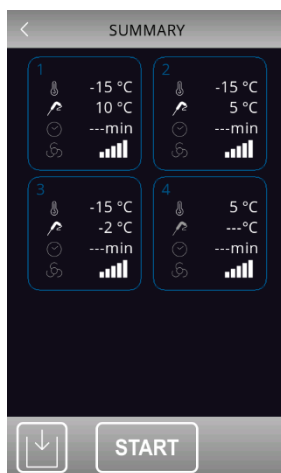 SUMMARY
1
-15 °C
10 °C
---min
2
-15 °C
5 °C
---min
3
-15 °C
-2 °C
---min
4
5 °C
---°C
---min
START